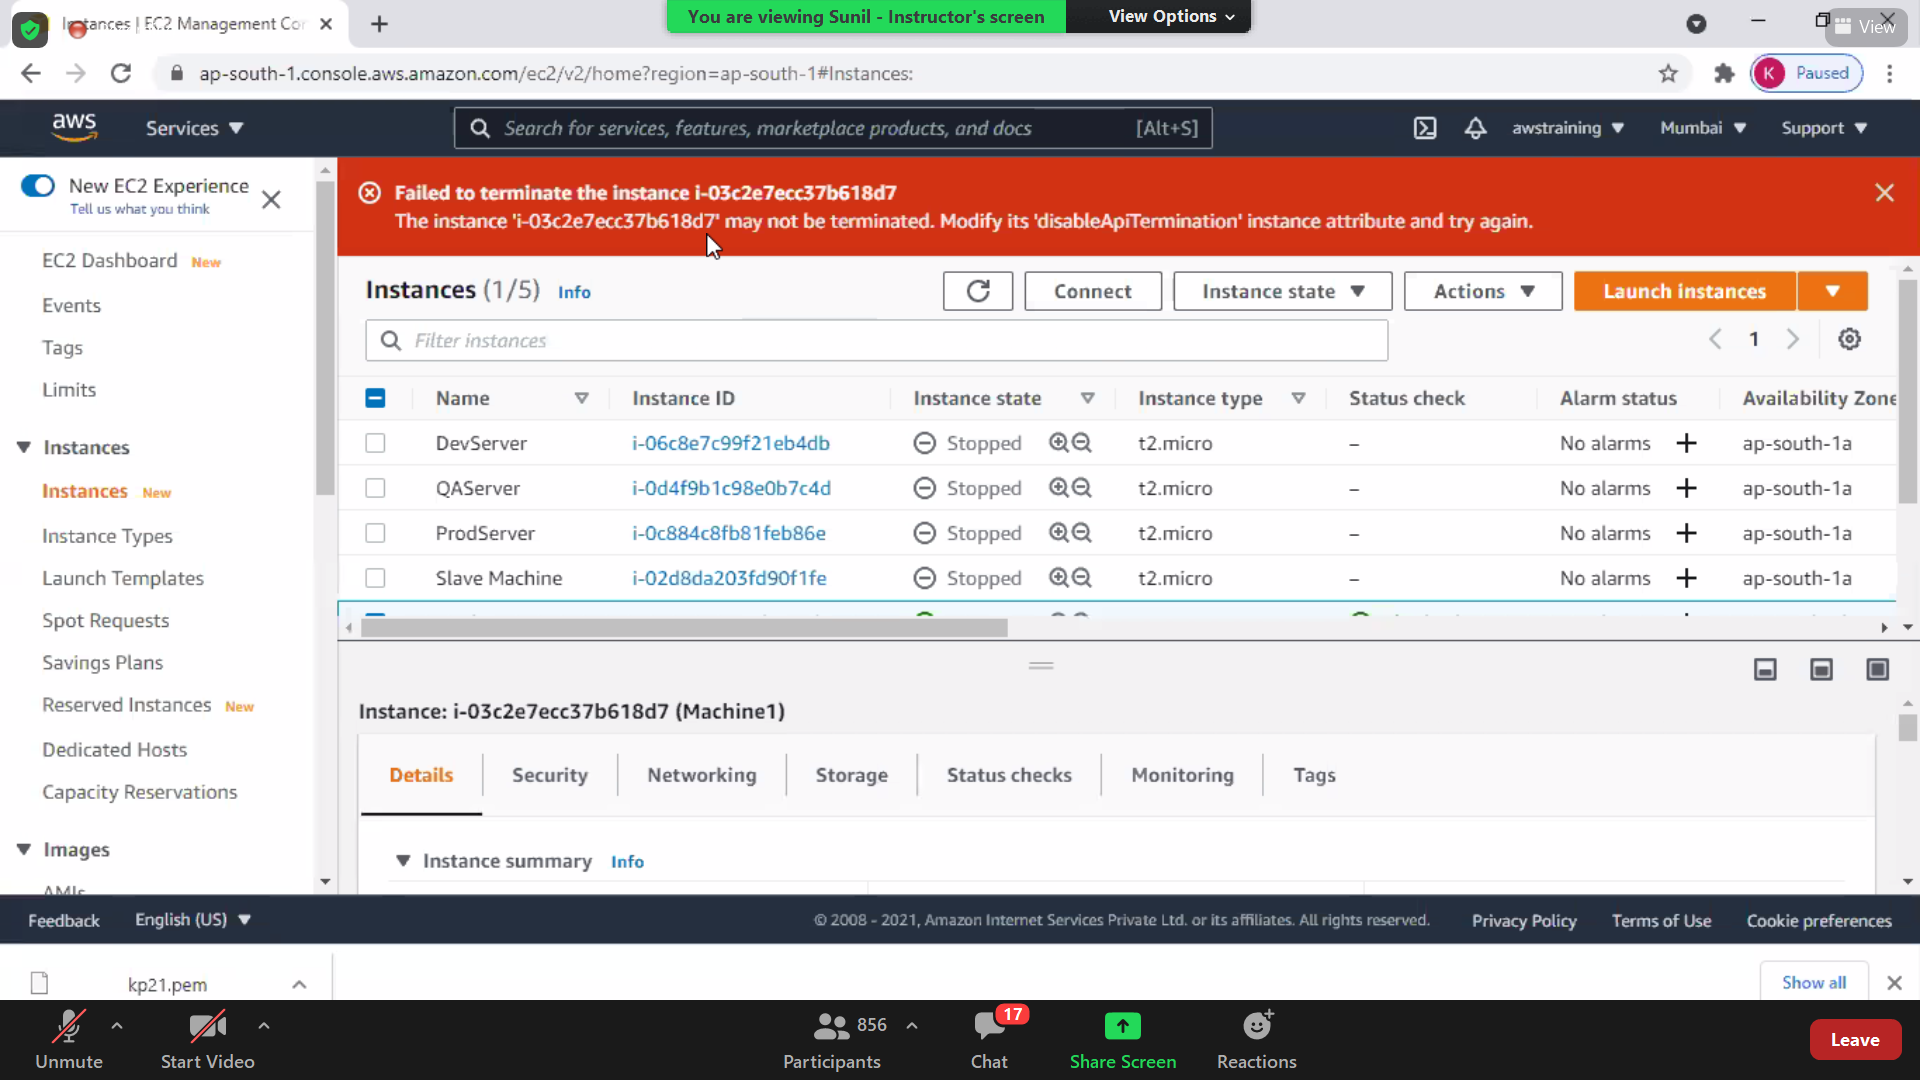 Instances | EC2 Management Con
You are viewing Sunil - Instructor's screen
View Options
View
ap-south-1.console.aws.amazon.com/ec2/v2/home?region=ap-south-1#Instances:
K
Paused
aws
Services
Search for services, features, marketplace products, and docs
[Alt+S]
awstraining
Mumbai
Support
New EC2 Experience
Tell us what you think
EC2 Dashboard New
Events
Tags
Limits
Instances
Instances New
Instance Types
Launch Templates
Spot Requests
Savings Plans
Reserved Instances New
Dedicated Hosts
Capacity Reservations
Images
AMIs
Failed to terminate the instance i-03c2e7ecc37b618d7
The instance 'i-03c2e7ecc37b618d7' may not be terminated. Modify its 'disableApiTermination' instance attribute and try again.
Instances (1/5) Info
Connect
Instance state
Actions
Launch instances
Filter instances
1
Name Instance ID Instance state Instance type Status check Alarm status Availability Zone
DevServer i-06c8e7c99f21eb4db Stopped t2.micro – No alarms + ap-south-1a
QAServer i-0d4f9b1c98e0b7c4d Stopped t2.micro – No alarms + ap-south-1a
ProdServer i-0c884c8fb81feb86e Stopped t2.micro – No alarms + ap-south-1a
Slave Machine i-02d8da203fd90f1fe Stopped t2.micro – No alarms + ap-south-1a
Instance: i-03c2e7ecc37b618d7 (Machine1)
Details
Security
Networking
Storage
Status checks
Monitoring
Tags
Instance summary Info
Feedback
English (US)
© 2008 - 2021, Amazon Internet Services Private Ltd. or its affiliates. All rights reserved.
Privacy Policy
Terms of Use
Cookie preferences
kp21.pem
Show all
Unmute
Start Video
856
Participants
17
Chat
Share Screen
Reactions
Leave